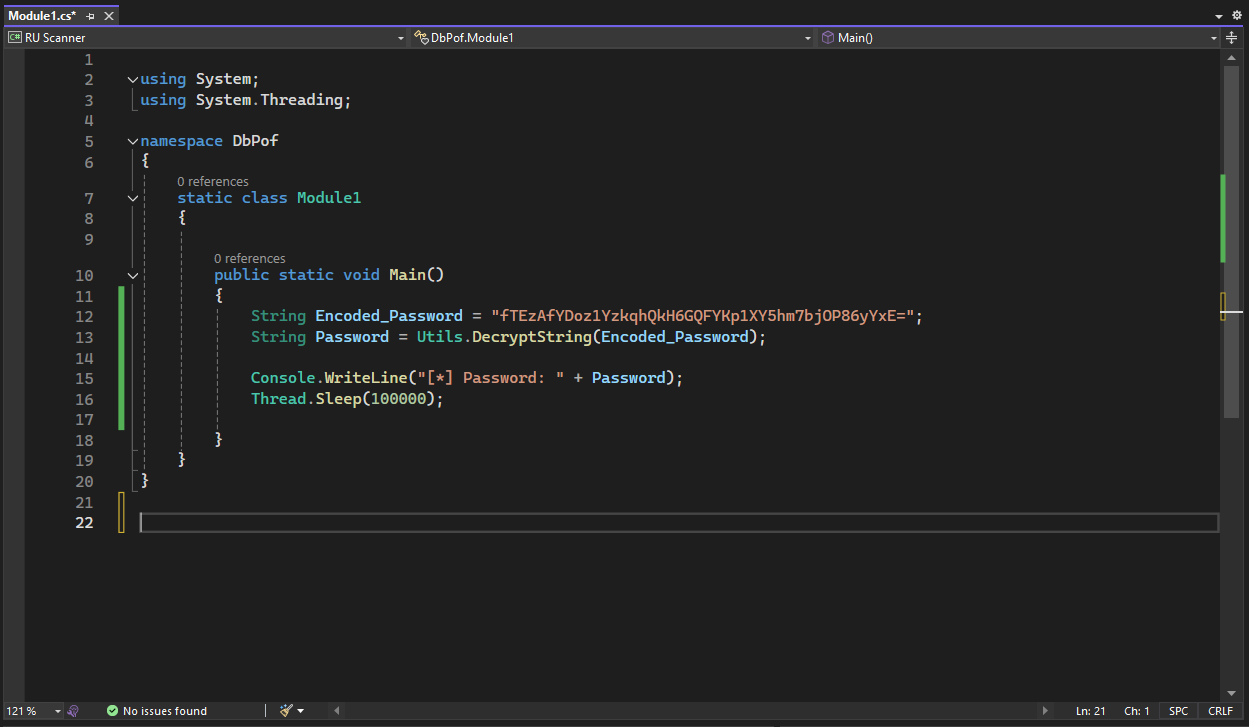 Module1.cs*
RU Scanner DbPof.Module1 Main()
1
2 using System;
3 using System.Threading;
4
5 namespace DbPof
6 {
0 references
7 static class Module1
8 {
9
0 references
10 public static void Main()
11 {
12 String Encoded_Password = "fTEzAfYDoz1YzkqhQkH6GQFYKp1XY5hm7bjOP86yYxE=";
13 String Password = Utils.DecryptString(Encoded_Password);
14
15 Console.WriteLine("[*] Password: " + Password);
16 Thread.Sleep(100000);
17
18 }
19 }
20 }
21
22
121 % No issues found Ln: 21 Ch: 1 SPC CRLF